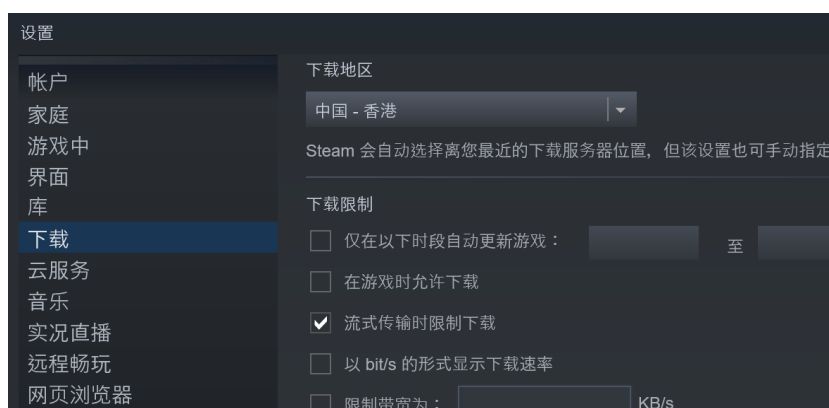 设置
帐户
家庭
游戏中
界面
库
下载
云服务
音乐
实况直播
远程畅玩
网页浏览器
下载地区
中国 - 香港
Steam 会自动选择离您最近的下载服务器位置，但该设置也可手动指定
下载限制
仅在以下时段自动更新游戏： 至
在游戏时允许下载
流式传输时限制下载
以 bit/s 的形式显示下载速率
限制带宽为： KB/s